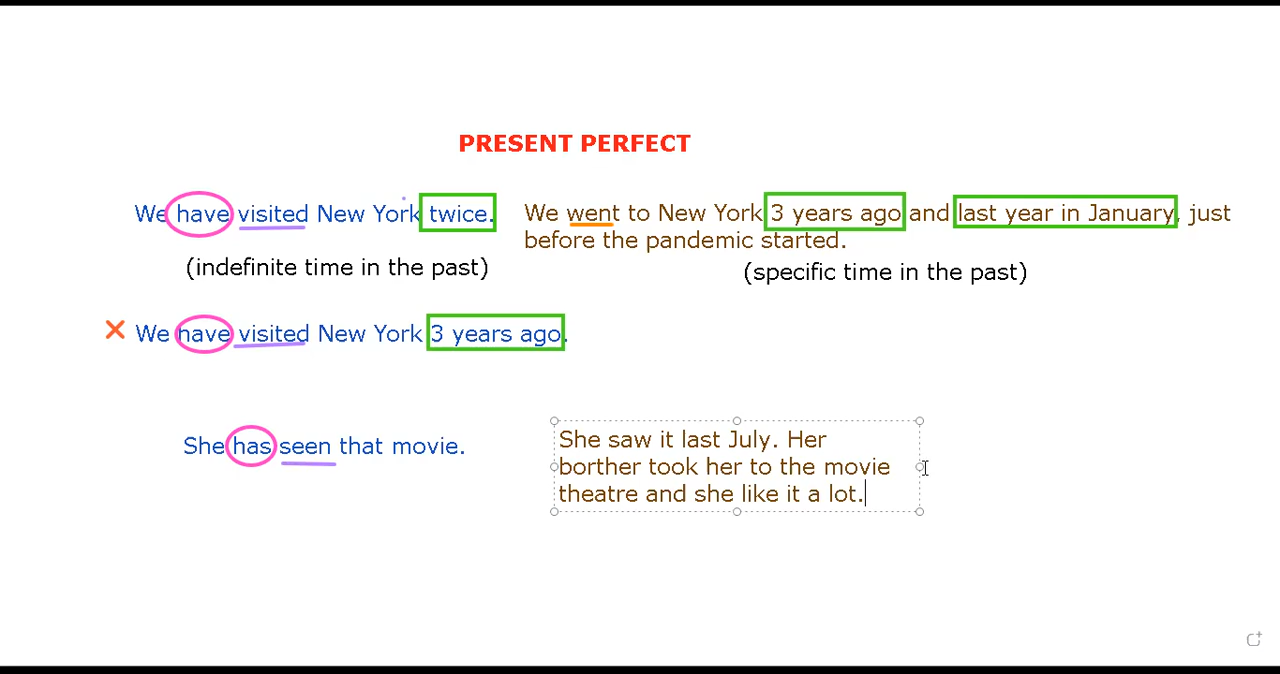 PRESENT PERFECT
We have visited New York twice.
We went to New York 3 years ago and last year in January, just
before the pandemic started.
(indefinite time in the past)
(specific time in the past)
We have visited New York 3 years ago.
She has seen that movie.
She saw it last July. Her
borther took her to the movie
theatre and she like it a lot.